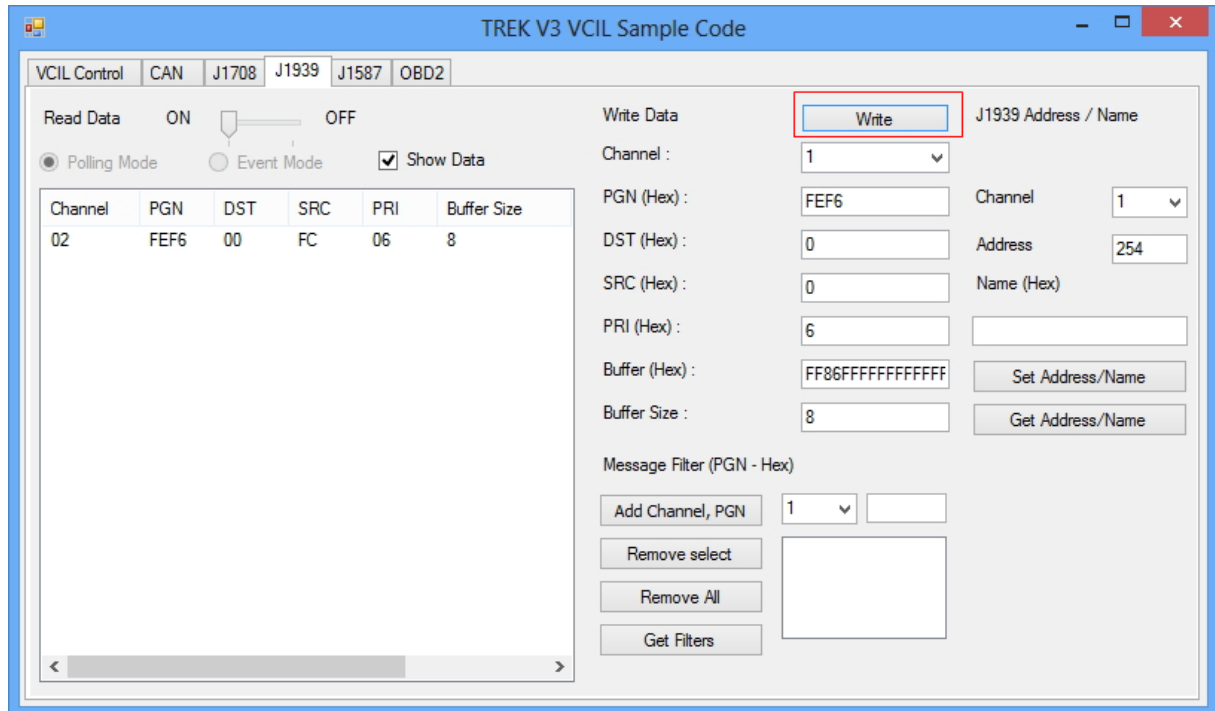 TREK V3 VCIL Sample Code
VCIL Control CAN J1708 J1939 J1587 OBD2
Read Data ON OFF
Polling Mode Event Mode Show Data
Channel PGN DST SRC PRI Buffer Size
02 FEF6 00 FC 06 8
Write Data Write
Channel : 1
PGN (Hex) : FEF6
DST (Hex) : 0
SRC (Hex) : 0
PRI (Hex) : 6
Buffer (Hex) : FF86FFFFFFFFFFFF
Buffer Size : 8
J1939 Address / Name
Channel 1
Address 254
Name (Hex)
Set Address/Name
Get Address/Name
Message Filter (PGN - Hex)
Add Channel, PGN 1
Remove select
Remove All
Get Filters